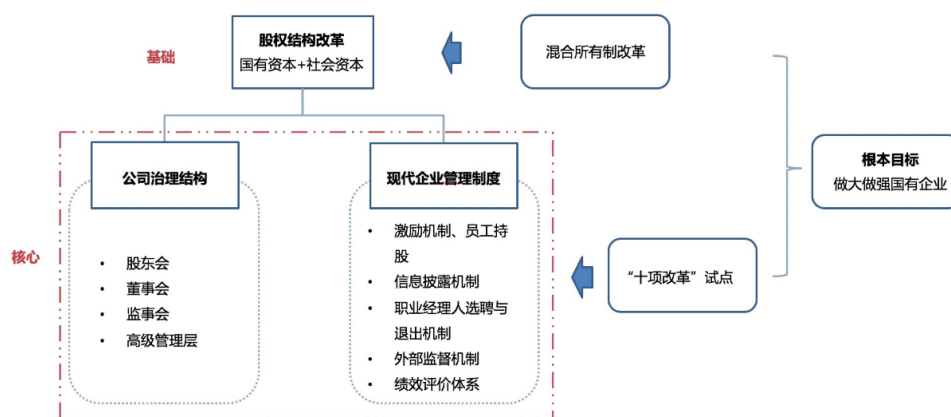 股权结构改革
国有资本+社会资本
基础
混合所有制改革
公司治理结构
现代企业管理制度
根本目标
做大做强国有企业
核心
• 股东会
• 董事会
• 监事会
• 高级管理层
• 激励机制、员工持
股
• 信息披露机制
• 职业经理人选聘与
退出机制
• 外部监督机制
• 绩效评价体系
“十项改革”试点